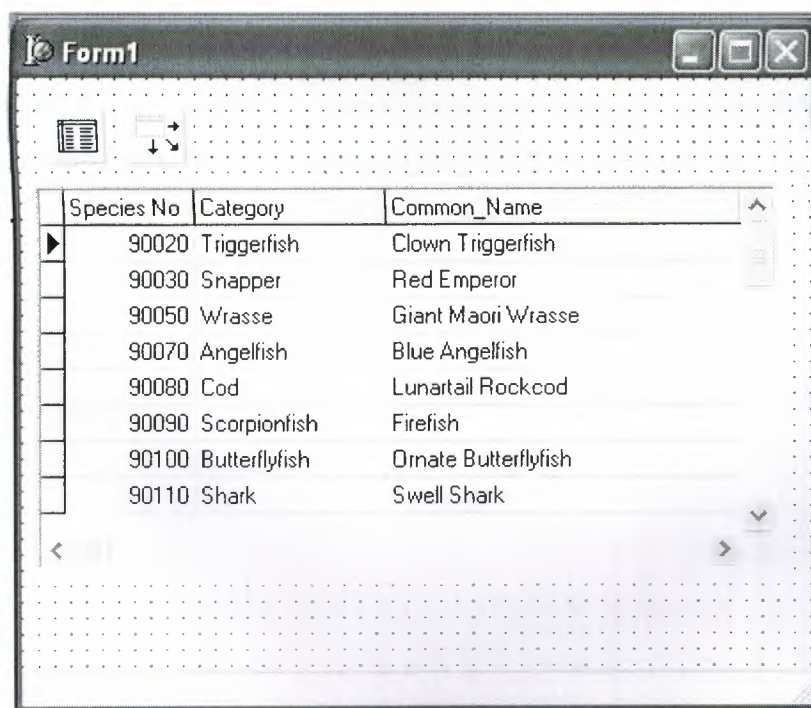 Form1
Species No Category Common_Name
90020 Triggerfish Clown Triggerfish
90030 Snapper Red Emperor
90050 Wrasse Giant Maori Wrasse
90070 Angelfish Blue Angelfish
90080 Cod Lunartail Rockcod
90090 Scorpionfish Firefish
90100 Butterflyfish Ornate Butterflyfish
90110 Shark Swell Shark